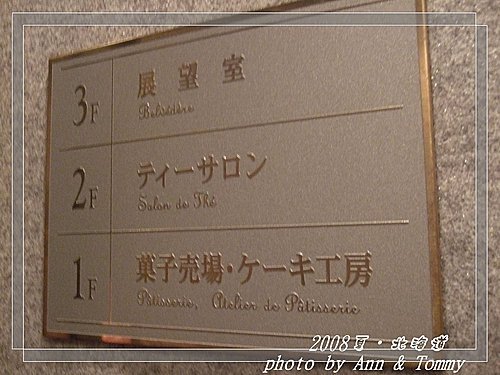 3F 展望室
Belvédère
2F ティーサロン
Salon de Thé
1F 菓子売場・ケーキ工房
Pâtisserie, Atelier de Pâtisserie
2008夏・北海道
photo by Ann & Tommy